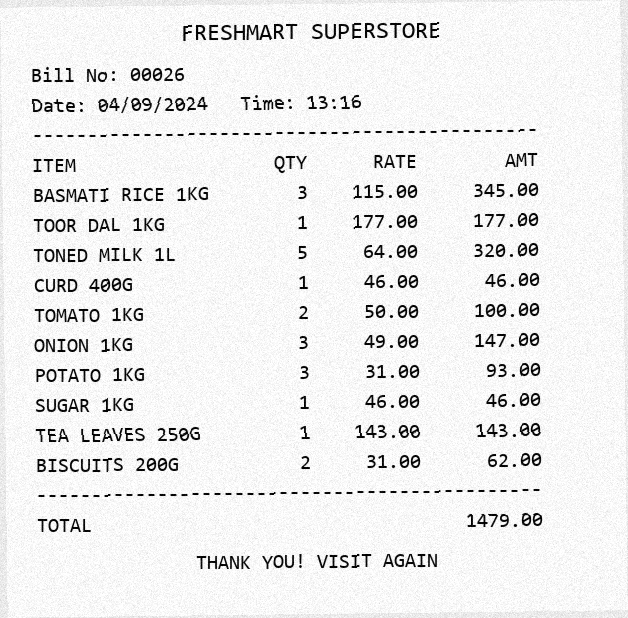 FRESHMART SUPERSTORE
Bill No: 00026
Date: 04/09/2024   Time: 13:16
-----------------------------------------------
ITEM                  QTY      RATE        AMT
BASMATI RICE 1KG        3    115.00     345.00
TOOR DAL 1KG            1    177.00     177.00
TONED MILK 1L           5     64.00     320.00
CURD 400G               1     46.00      46.00
TOMATO 1KG              2     50.00     100.00
ONION 1KG               3     49.00     147.00
POTATO 1KG              3     31.00      93.00
SUGAR 1KG               1     46.00      46.00
TEA LEAVES 250G         1    143.00     143.00
BISCUITS 200G           2     31.00      62.00
-----------------------------------------------
TOTAL                                  1479.00
THANK YOU! VISIT AGAIN